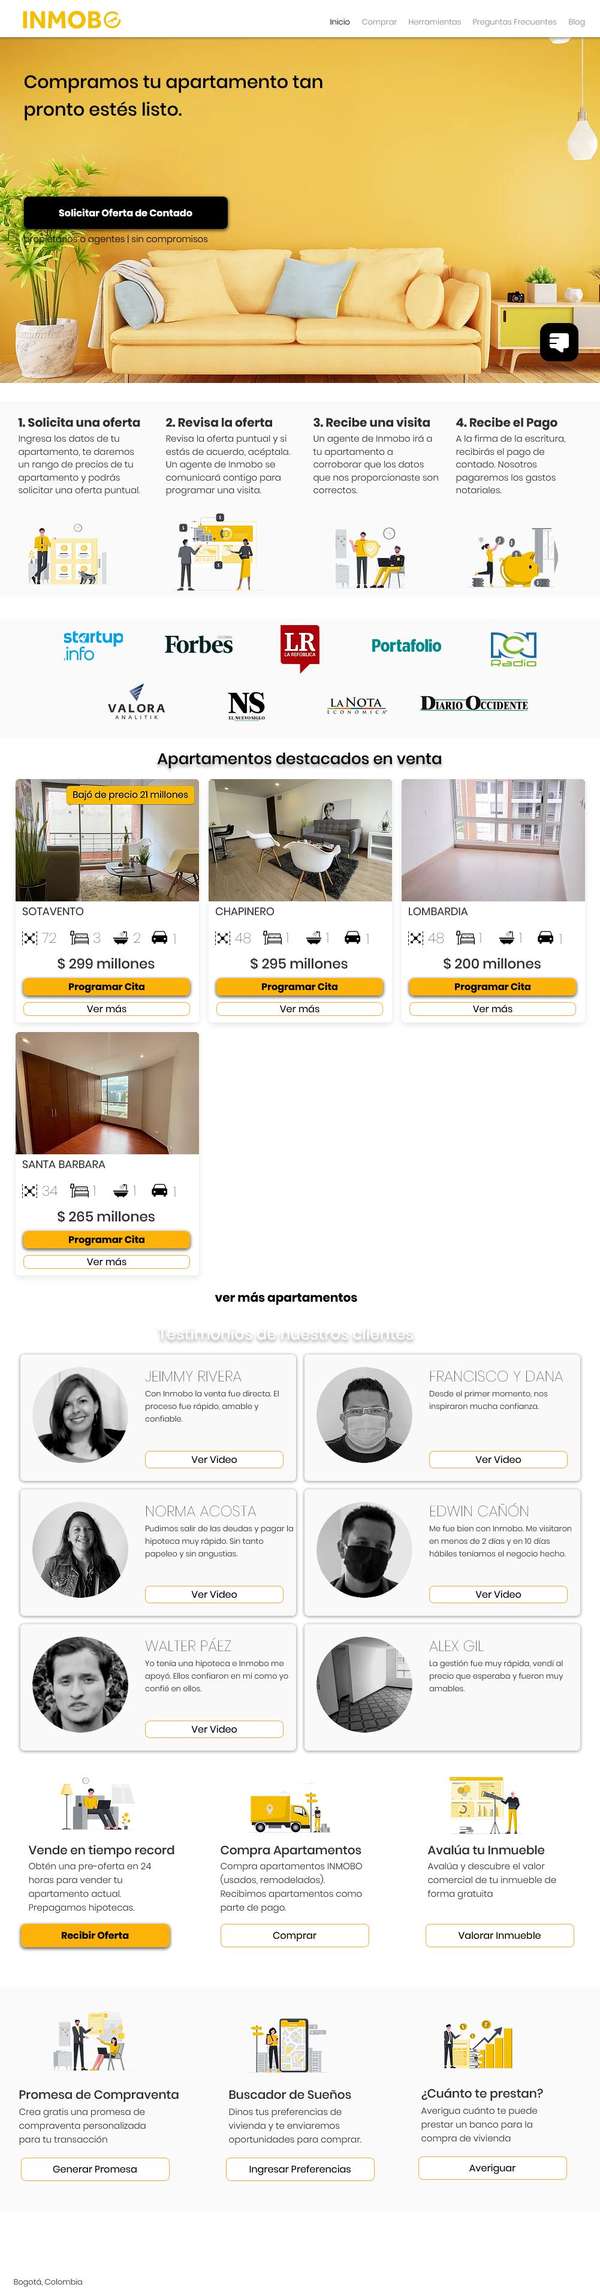 INMOBO
Inicio Comprar Herramientas Preguntas Frecuentes Blog
Compramos tu apartamento tan
pronto estés listo.
Solicitar Oferta de Contado
propietarios o agentes | sin compromisos
1. Solicita una oferta
Ingresa los datos de tu
apartamento, te daremos
un rango de precios de tu
apartamento y podrás
solicitar una oferta puntual.
2. Revisa la oferta
Revisa la oferta puntual y si
estás de acuerdo, acéptala.
Un agente de Inmobo se
comunicará contigo para
programar una visita.
3. Recibe una visita
Un agente de Inmobo irá a
tu apartamento a
corroborar que los datos
que nos proporcionaste son
correctos.
4. Recibe el Pago
A la firma de la escritura,
recibirás el pago de
contado. Nosotros
pagaremos los gastos
notariales.
startup
.info
Forbes
LR
LA REPÚBLICA
Portafolio
RCN
Radio
VALORA
ANALITIK
NS
EL NUEVO SIGLO
LA NOTA
ECONÓMICA
DIARIO OCCIDENTE
Apartamentos destacados en venta
Bajó de precio 21 millones
SOTAVENTO
72 3 2 1
$ 299 millones
Programar Cita
Ver más
CHAPINERO
48 1 1 1
$ 295 millones
Programar Cita
Ver más
LOMBARDIA
48 1 1 1
$ 200 millones
Programar Cita
Ver más
SANTA BARBARA
34 1 1 1
$ 265 millones
Programar Cita
Ver más
ver más apartamentos
Testimonios de nuestros clientes
JEIMMY RIVERA
Con Inmobo la venta fue directa. El
proceso fue rápido, amable y
confiable.
Ver Video
FRANCISCO Y DANA
Desde el primer momento, nos
inspiraron mucha confianza.
Ver Video
NORMA ACOSTA
Pudimos salir de las deudas y pagar la
hipoteca muy rápido. Sin tanto
papeleo y sin angustias.
Ver Video
EDWIN CAÑÓN
Me fue bien con Inmobo. Me visitaron
en menos de 2 días y en 10 días
hábiles teníamos el negocio hecho.
Ver Video
WALTER PÁEZ
Yo tenía una hipoteca e Inmobo me
apoyó. Ellos confiaron en mi como yo
confié en ellos.
Ver Video
ALEX GIL
La gestión fue muy rápida, vendí al
precio que esperaba y fueron muy
amables.
Vende en tiempo record
Obtén una pre-oferta en 24
horas para vender tu
apartamento actual.
Prepagamos hipotecas.
Recibir Oferta
Compra Apartamentos
Compra apartamentos INMOBO
(usados, remodelados).
Recibimos apartamentos como
parte de pago.
Comprar
Avalúa tu Inmueble
Avalúa y descubre el valor
comercial de tu inmueble de
forma gratuita
Valorar Inmueble
Promesa de Compraventa
Crea gratis una promesa de
compraventa personalizada
para tu transacción
Generar Promesa
Buscador de Sueños
Dinos tus preferencias de
vivienda y te enviaremos
oportunidades para comprar.
Ingresar Preferencias
¿Cuánto te prestan?
Averigua cuánto te puede
prestar un banco para la
compra de vivienda
Averiguar
Bogotá, Colombia